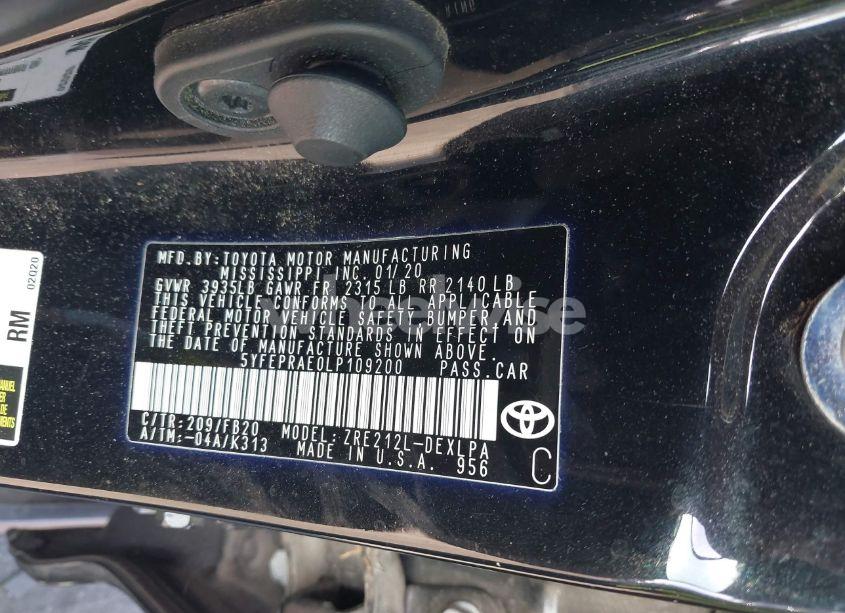 MFD.BY:TOYOTA MOTOR MANUFACTURING
MISSISSIPPI INC. 01/20
GVWR 3935LB GAWR FR 2315 LB RR 2140 LB
THIS VEHICLE CONFORMS TO ALL APPLICABLE
FEDERAL MOTOR VEHICLE SAFETY BUMPER AND
THEFT PREVENTION STANDARDS IN EFFECT ON
THE DATE OF MANUFACTURE SHOWN ABOVE.
5YFEPRAE0LP109200 PASS.CAR
C/TR:209/FB20 MODEL:ZRE212L-DEXLPA
A/TM:-04A/K313 MADE IN U.S.A. 956
C
RM
02020
wheelwise